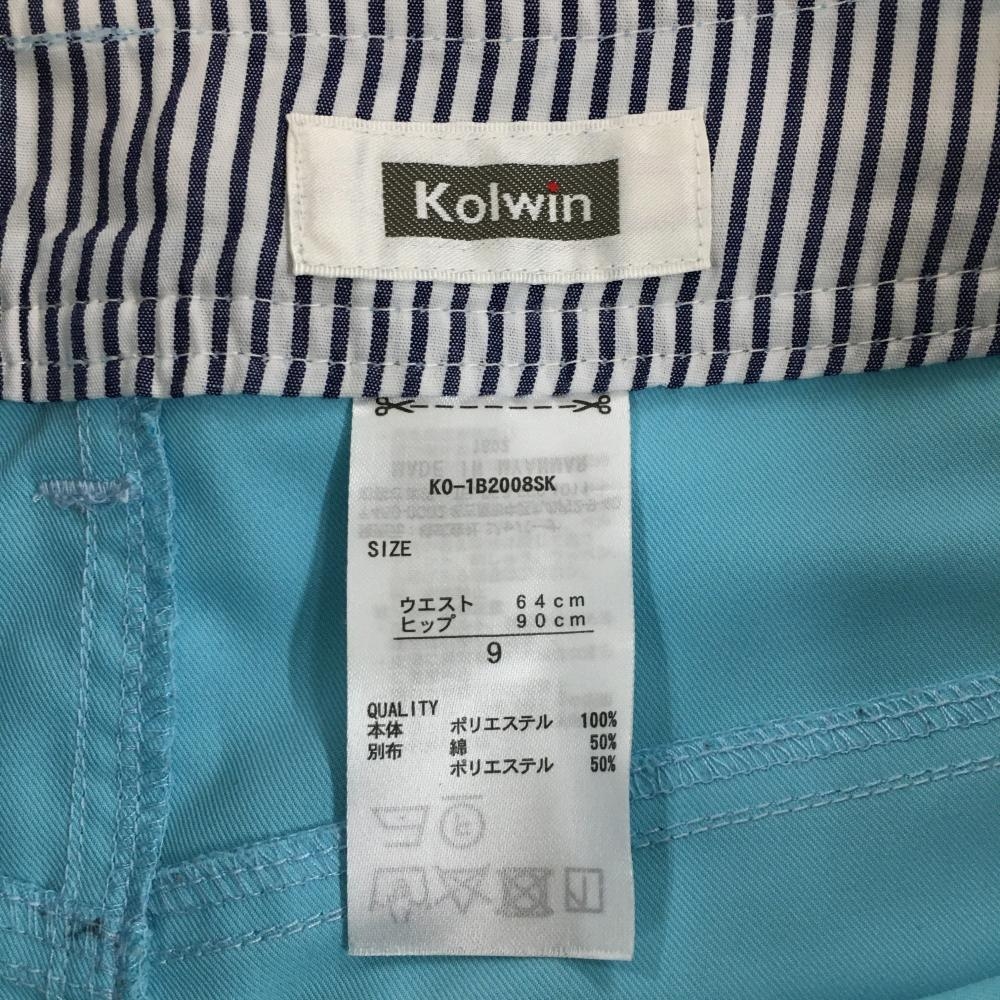 Kolwin
KO-1B2008SK
SIZE
ウエスト 64cm
ヒップ 90cm
9
QUALITY
本体 ポリエステル 100%
別布 綿 50%
ポリエステル 50%